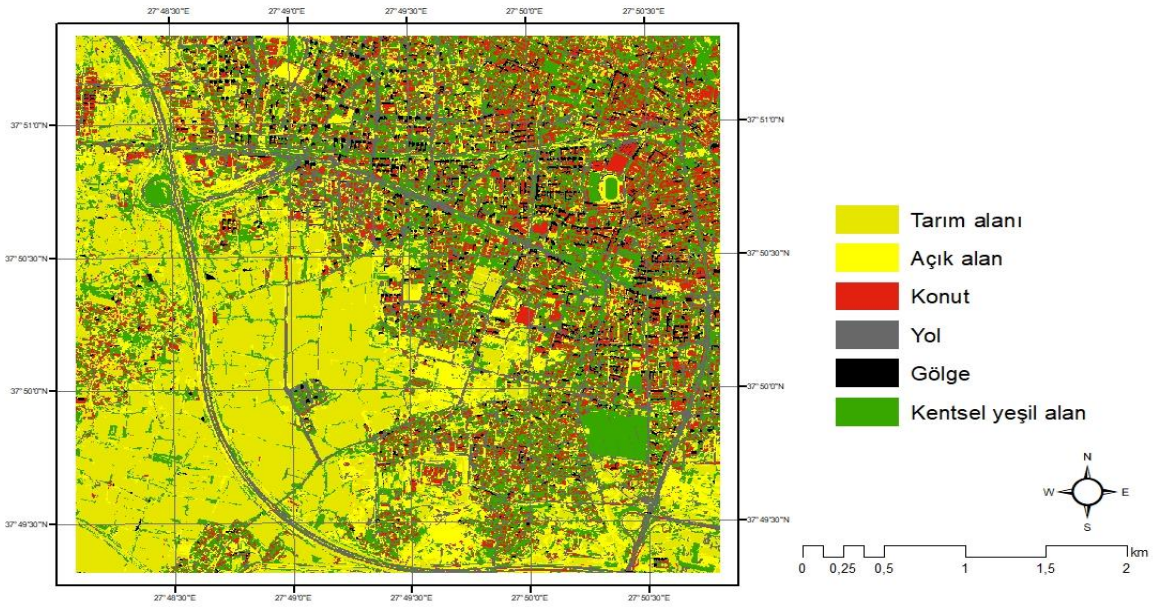 27°48'30"E 27°49'0"E 27°49'30"E 27°50'0"E 27°50'30"E
37°51'0"N 37°51'0"N
37°50'30"N 37°50'30"N
37°50'0"N 37°50'0"N
37°49'30"N 37°49'30"N
27°48'30"E 27°49'0"E 27°49'30"E 27°50'0"E 27°50'30"E
Tarım alanı
Açık alan
Konut
Yol
Gölge
Kentsel yeşil alan
N
W E
S
km
0 0,25 0,5 1 1,5 2